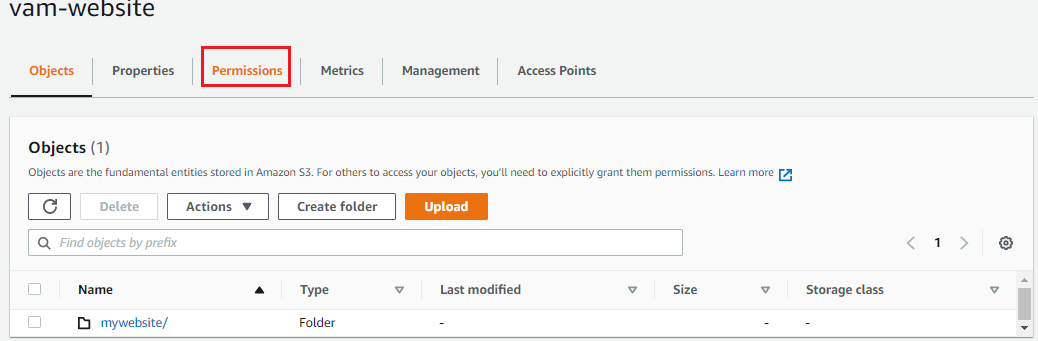 vam-website
Objects Properties Permissions Metrics Management Access Points
Objects (1)
Objects are the fundamental entities stored in Amazon S3. For others to access your objects, you'll need to explicitly grant them permissions. Learn more
Delete Actions Create folder Upload
Find objects by prefix 1
Name Type Last modified Size Storage class
mywebsite/ Folder - - -